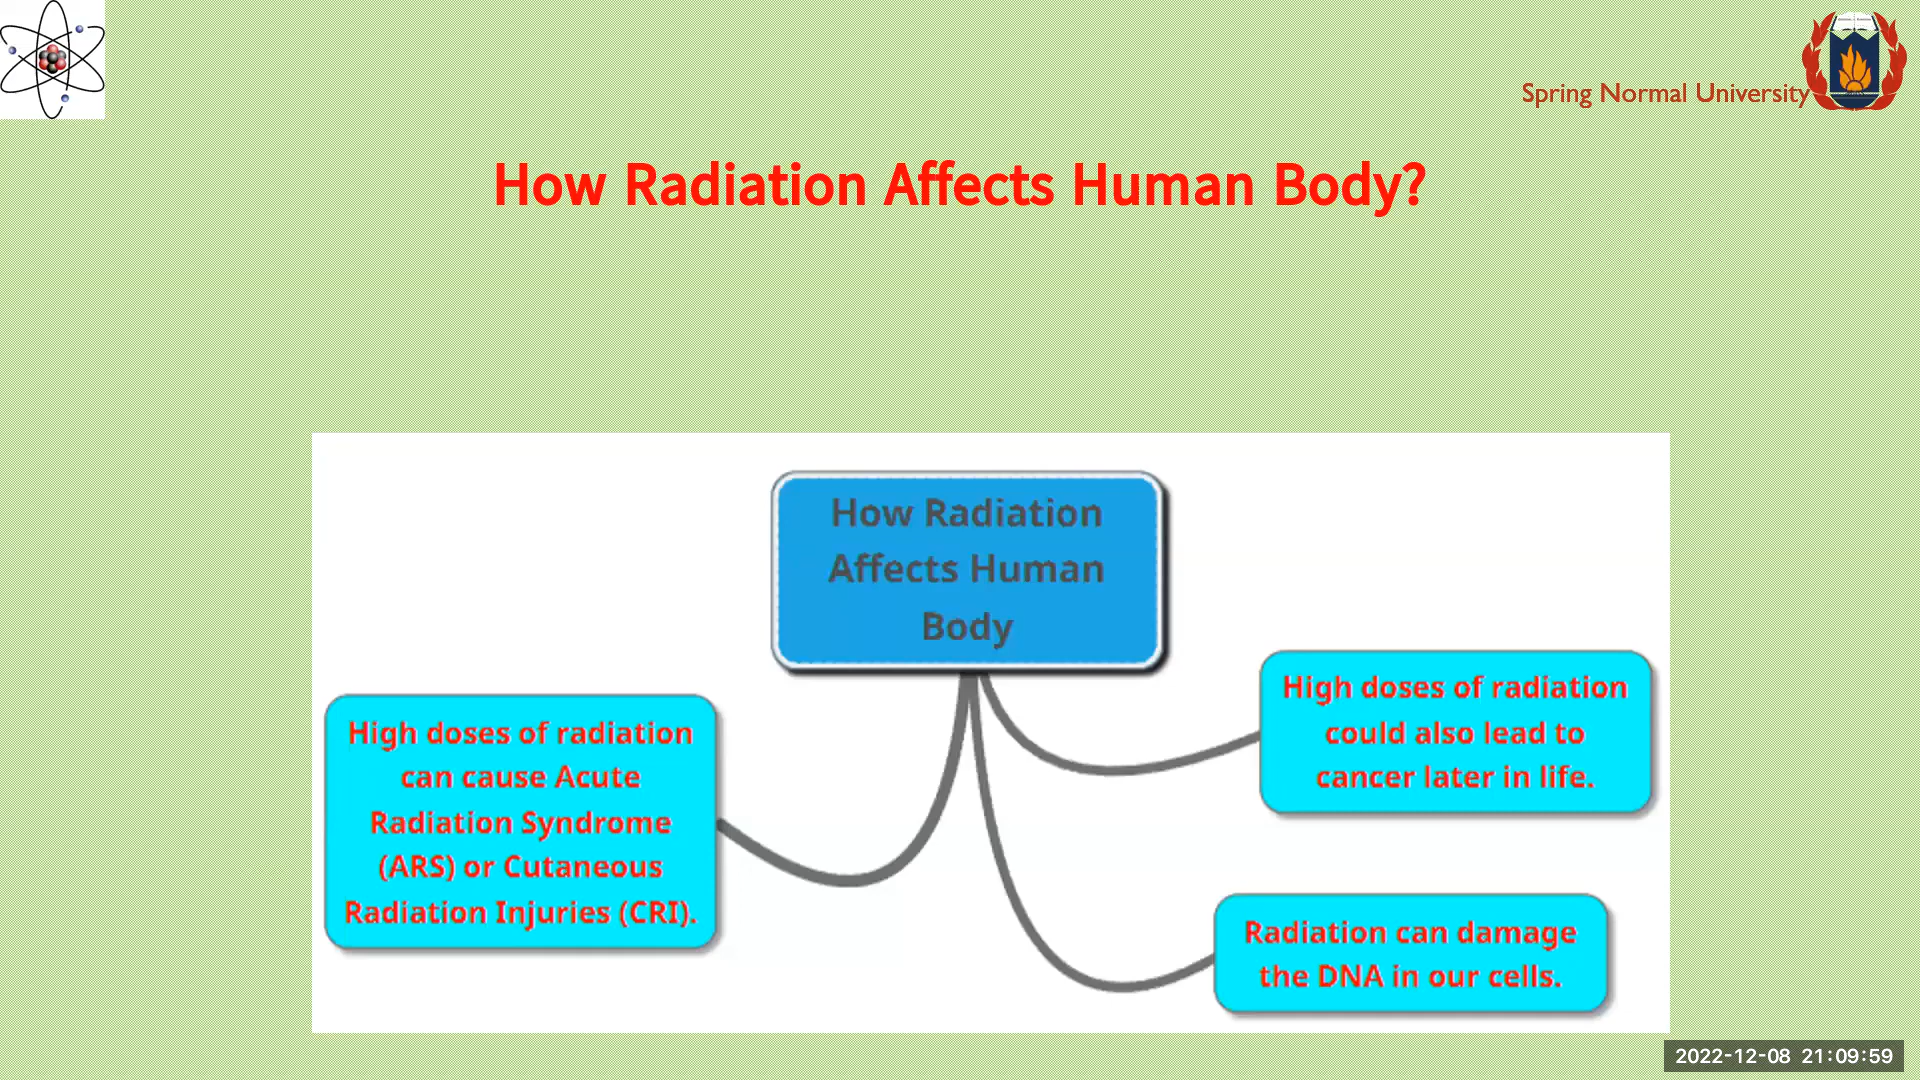 Spring Normal University
How Radiation Affects Human Body?
How Radiation
Affects Human
Body
High doses of radiation
can cause Acute
Radiation Syndrome
(ARS) or Cutaneous
Radiation Injuries (CRI).
High doses of radiation
could also lead to
cancer later in life.
Radiation can damage
the DNA in our cells.
2022-12-08 21:09:59